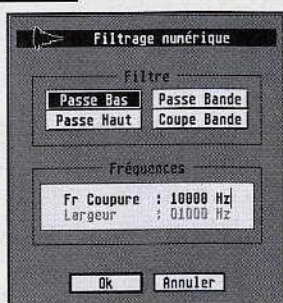 Filtrage numérique
Filtre
Passe Bas
Passe Bande
Passe Haut
Coupe Bande
Fréquences
Fr Coupure : 10000 Hz
Largeur : 01000 Hz
Ok
Annuler